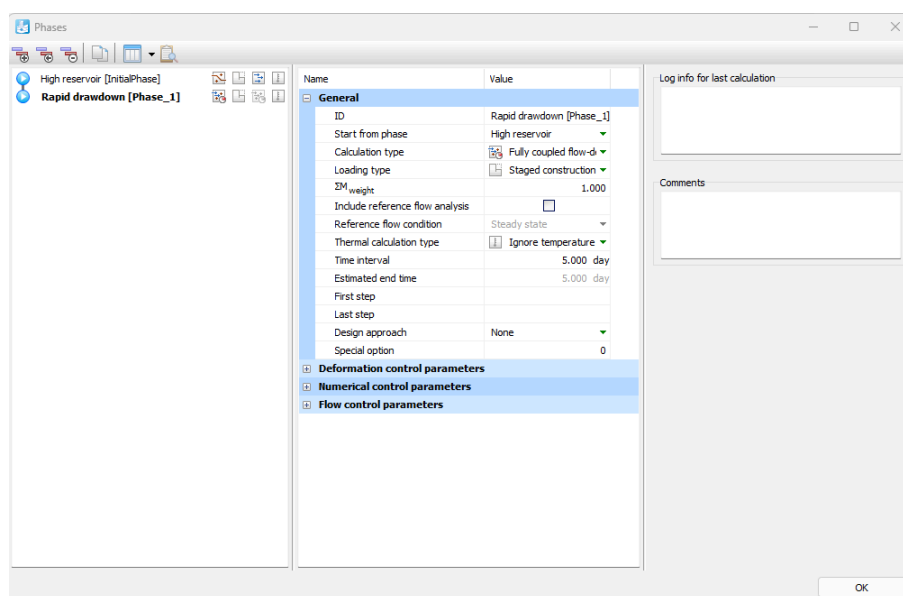 Phases
High reservoir [InitialPhase]
Rapid drawdown [Phase_1]
Name Value
General
ID Rapid drawdown [Phase_1]
Start from phase High reservoir
Calculation type Fully coupled flow-d
Loading type Staged construction
ΣM weight 1.000
Include reference flow analysis
Reference flow condition Steady state
Thermal calculation type Ignore temperature
Time interval 5.000 day
Estimated end time 5.000 day
First step
Last step
Design approach None
Special option 0
Deformation control parameters
Numerical control parameters
Flow control parameters
Log info for last calculation
Comments
OK